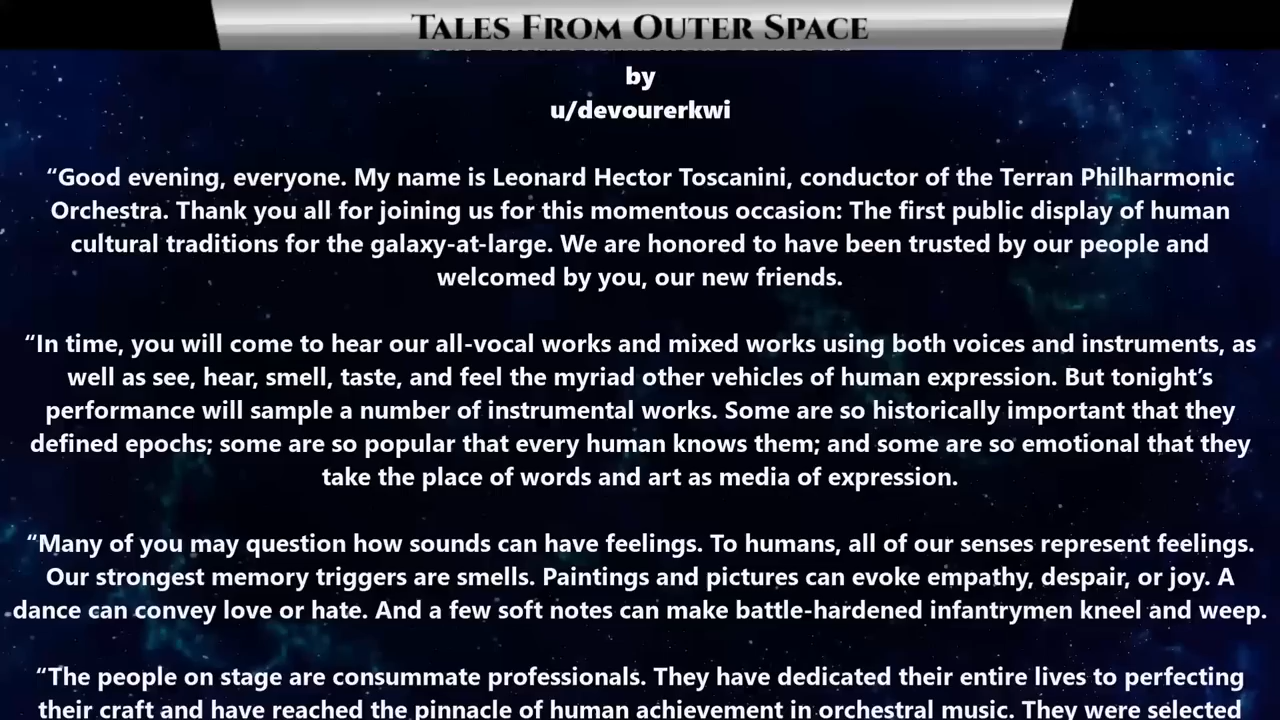 TALES FROM OUTER SPACE
by
u/devourerkwi
“Good evening, everyone. My name is Leonard Hector Toscanini, conductor of the Terran Philharmonic
Orchestra. Thank you all for joining us for this momentous occasion: The first public display of human
cultural traditions for the galaxy-at-large. We are honored to have been trusted by our people and
welcomed by you, our new friends.
“In time, you will come to hear our all-vocal works and mixed works using both voices and instruments, as
well as see, hear, smell, taste, and feel the myriad other vehicles of human expression. But tonight’s
performance will sample a number of instrumental works. Some are so historically important that they
defined epochs; some are so popular that every human knows them; and some are so emotional that they
take the place of words and art as media of expression.
“Many of you may question how sounds can have feelings. To humans, all of our senses represent feelings.
Our strongest memory triggers are smells. Paintings and pictures can evoke empathy, despair, or joy. A
dance can convey love or hate. And a few soft notes can make battle-hardened infantrymen kneel and weep.
“The people on stage are consummate professionals. They have dedicated their entire lives to perfecting
their craft and have reached the pinnacle of human achievement in orchestral music. They were selected